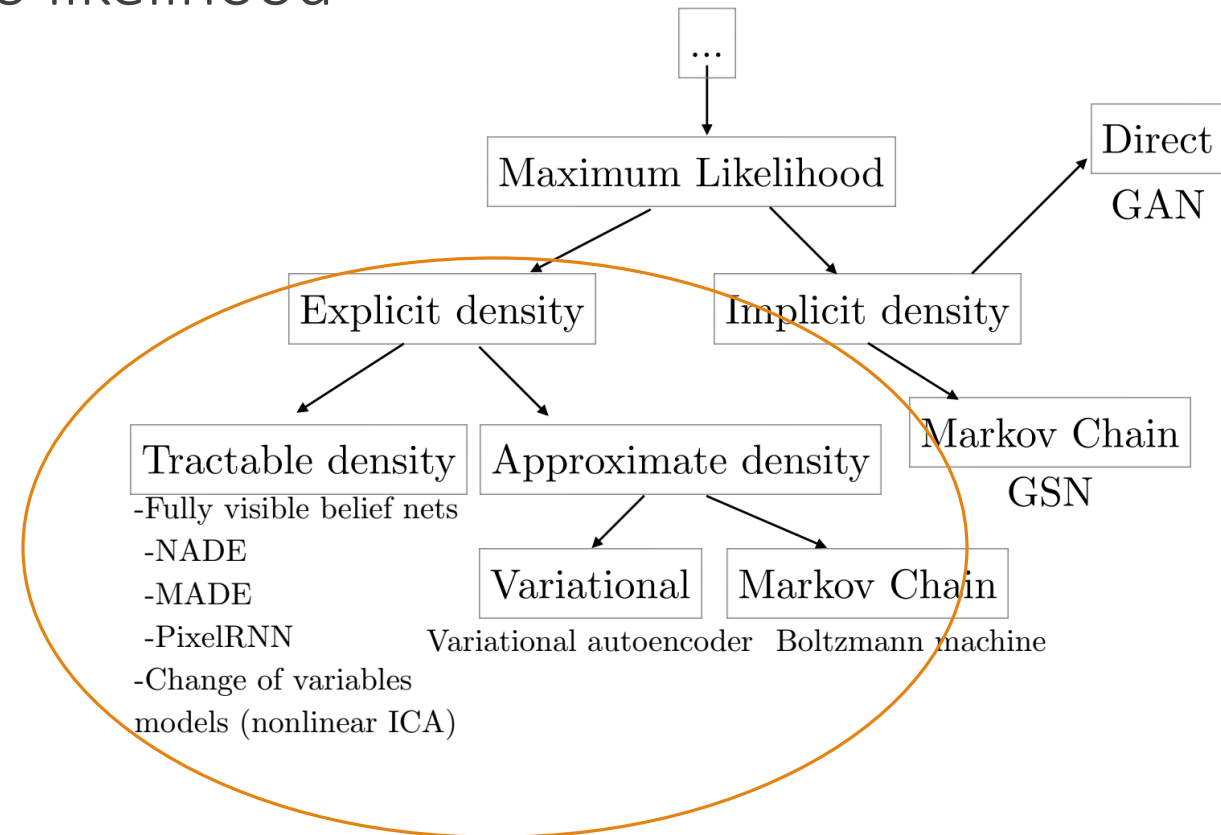 likelihood
...
Maximum Likelihood
Direct
GAN
Explicit density
Implicit density
Tractable density
-Fully visible belief nets
-NADE
-MADE
-PixelRNN
-Change of variables
models (nonlinear ICA)
Approximate density
Variational
Variational autoencoder
Markov Chain
Boltzmann machine
Markov Chain
GSN